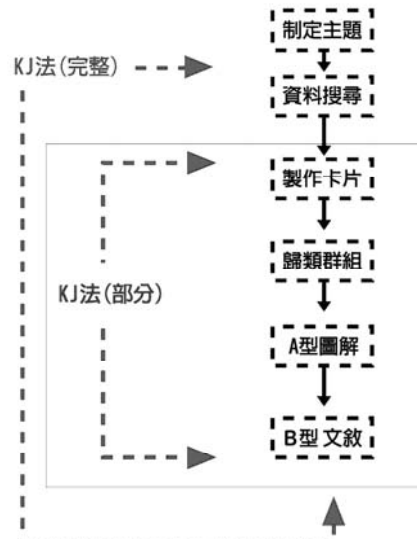 制定主題
KJ法(完整)
資料搜尋
製作卡片
歸類群組
KJ法(部分)
A型圖解
B型文敘